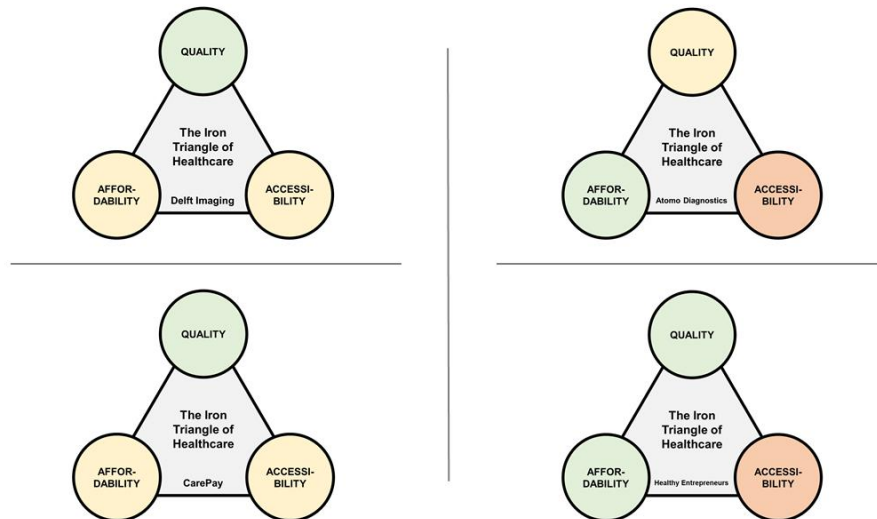 QUALITY
The Iron
Triangle of
Healthcare
AFFOR-
DABILITY
Delft Imaging
ACCESSI-
BILITY
QUALITY
The Iron
Triangle of
Healthcare
AFFOR-
DABILITY
Atomo Diagnostics
ACCESSI-
BILITY
QUALITY
The Iron
Triangle of
Healthcare
AFFOR-
DABILITY
CarePay
ACCESSI-
BILITY
QUALITY
The Iron
Triangle of
Healthcare
AFFOR-
DABILITY
Healthy Entrepreneurs
ACCESSI-
BILITY